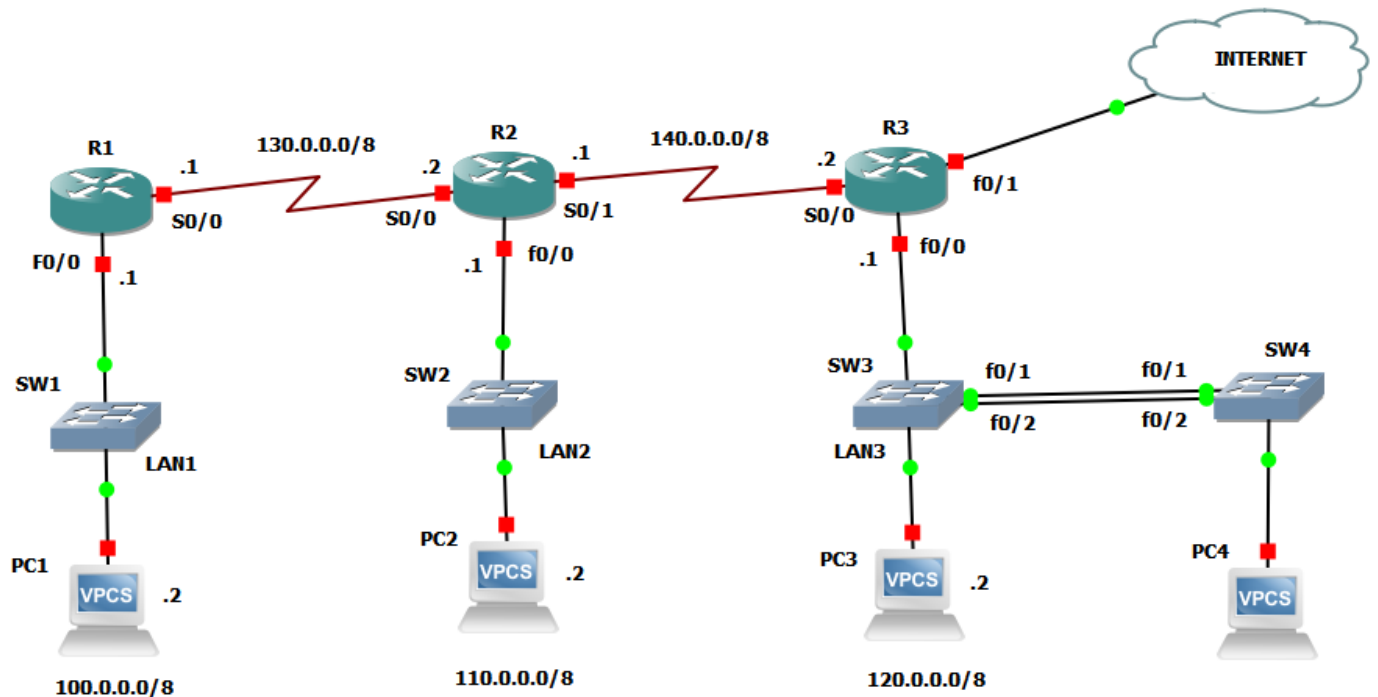 INTERNET
R1
130.0.0.0/8
R2
140.0.0.0/8
R3
.1
.2
.1
.2
f0/1
S0/0
S0/0
S0/1
S0/0
F0/0
.1
.1
f0/0
.1
f0/0
SW1
SW2
SW3
f0/1
f0/1
SW4
f0/2
f0/2
LAN1
LAN2
LAN3
PC1
VPCS
.2
PC2
VPCS
.2
PC3
VPCS
.2
PC4
VPCS
100.0.0.0/8
110.0.0.0/8
120.0.0.0/8